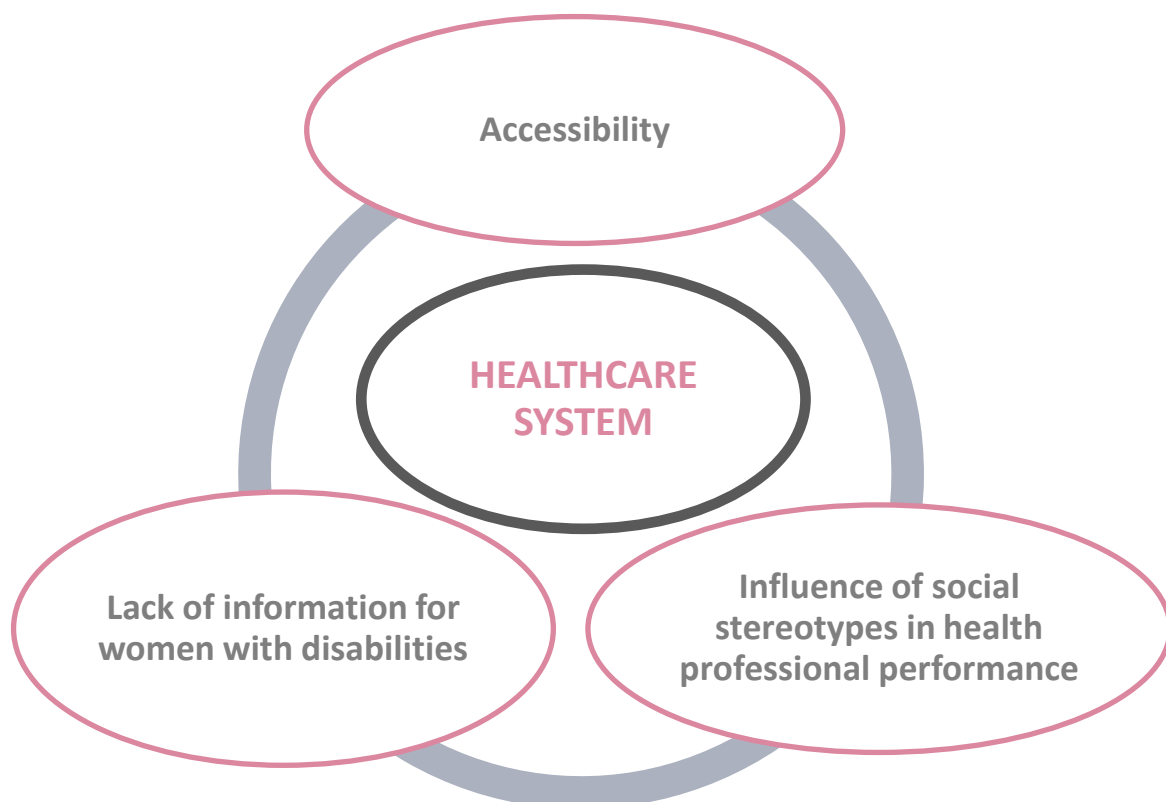 Accessibility
HEALTHCARE
SYSTEM
Lack of information for
women with disabilities
Influence of social
stereotypes in health
professional performance